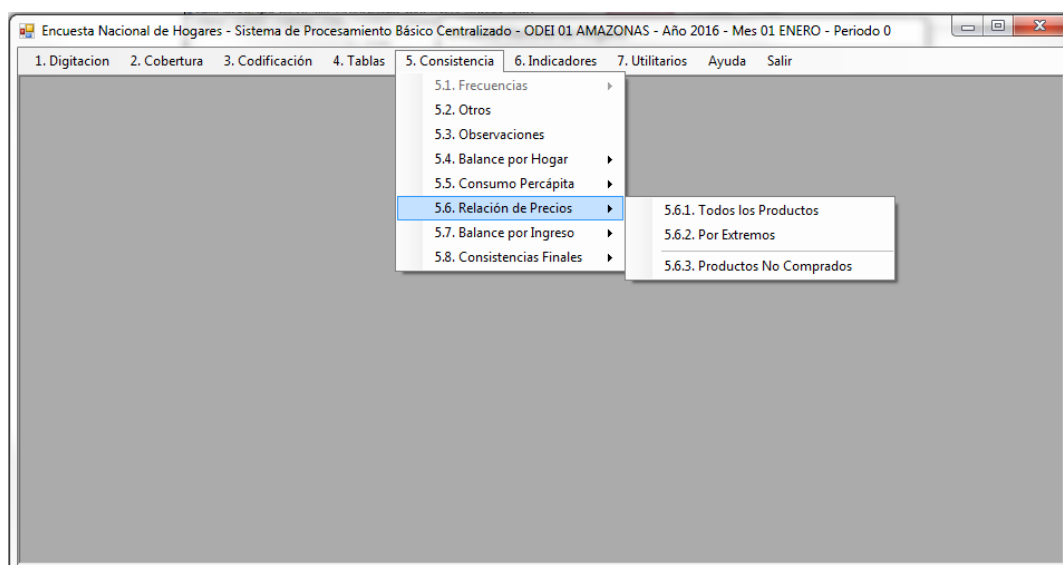 Encuesta Nacional de Hogares - Sistema de Procesamiento Básico Centralizado - ODEI 01 AMAZONAS - Año 2016 - Mes 01 ENERO - Periodo 0
1. Digitacion 2. Cobertura 3. Codificación 4. Tablas 5. Consistencia 6. Indicadores 7. Utilitarios Ayuda Salir
5.1. Frecuencias
5.2. Otros
5.3. Observaciones
5.4. Balance por Hogar
5.5. Consumo Percápita
5.6. Relación de Precios
5.7. Balance por Ingreso
5.8. Consistencias Finales
5.6.1. Todos los Productos
5.6.2. Por Extremos
5.6.3. Productos No Comprados